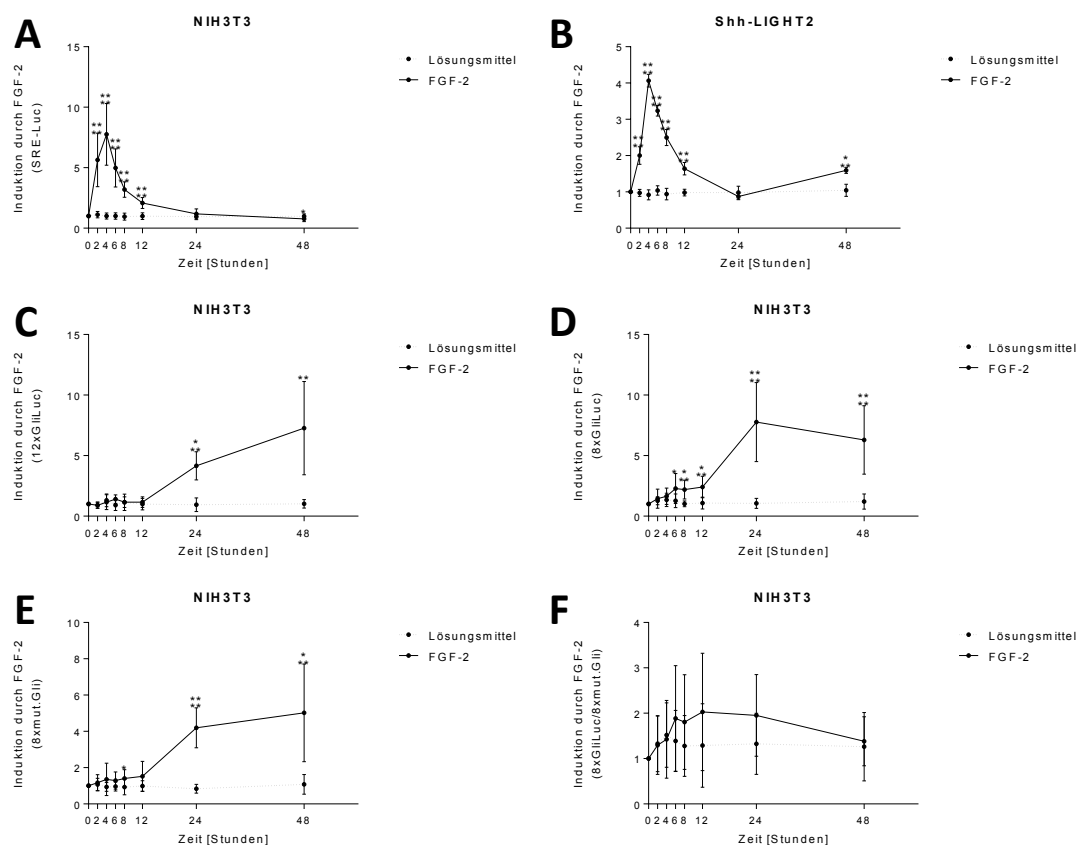 A
NIH3T3
Induktion durch FGF-2
(SRE-Luc)
15
10
5
0
** **
** **
** **
** **
** **
*
0 2 4 6 8 12 24 48
Zeit [Stunden]
Lösungsmittel
FGF-2
B
Shh-LIGHT2
Induktion durch FGF-2
(SRE-Luc)
5
4
3
2
1
0
** **
** **
** **
** **
** **
* **
0 2 4 6 8 12 24 48
Zeit [Stunden]
Lösungsmittel
FGF-2
C
NIH3T3
Induktion durch FGF-2
(12xGliLuc)
15
10
5
0
* **
**
0 2 4 6 8 12 24 48
Zeit [Stunden]
Lösungsmittel
FGF-2
D
NIH3T3
Induktion durch FGF-2
(8xGliLuc)
15
10
5
0
*
* **
* **
** **
** **
0 2 4 6 8 12 24 48
Zeit [Stunden]
Lösungsmittel
FGF-2
E
NIH3T3
Induktion durch FGF-2
(8xmut.Gli)
10
8
6
4
2
0
*
** **
* **
0 2 4 6 8 12 24 48
Zeit [Stunden]
Lösungsmittel
FGF-2
F
NIH3T3
Induktion durch FGF-2
(8xGliLuc/8xmut.Gli)
4
3
2
1
0
0 2 4 6 8 12 24 48
Zeit [Stunden]
Lösungsmittel
FGF-2